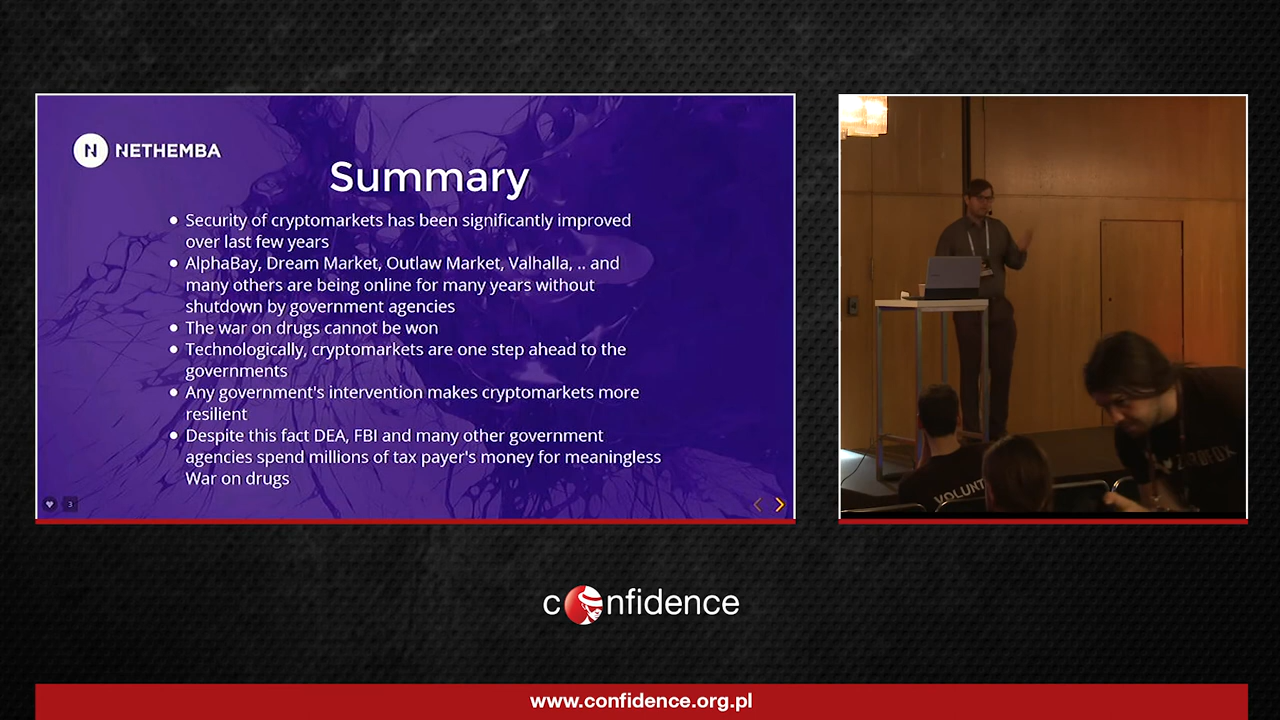 N NETHEMBA
Summary
• Security of cryptomarkets has been significantly improved
over last few years
• AlphaBay, Dream Market, Outlaw Market, Valhalla, .. and
many others are being online for many years without
shutdown by government agencies
• The war on drugs cannot be won
• Technologically, cryptomarkets are one step ahead to the
governments
• Any government's intervention makes cryptomarkets more
resilient
• Despite this fact DEA, FBI and many other government
agencies spend millions of tax payer's money for meaningless
War on drugs
3
VOLUNT
confidence
www.confidence.org.pl